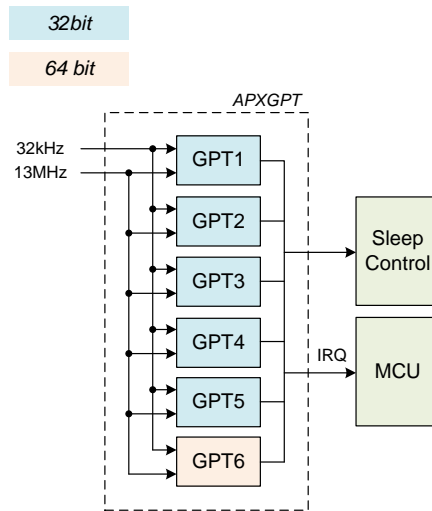 32bit
64 bit
APXGPT
32kHz
13MHz
GPT1
GPT2
GPT3
GPT4
GPT5
GPT6
Sleep
Control
IRQ
MCU